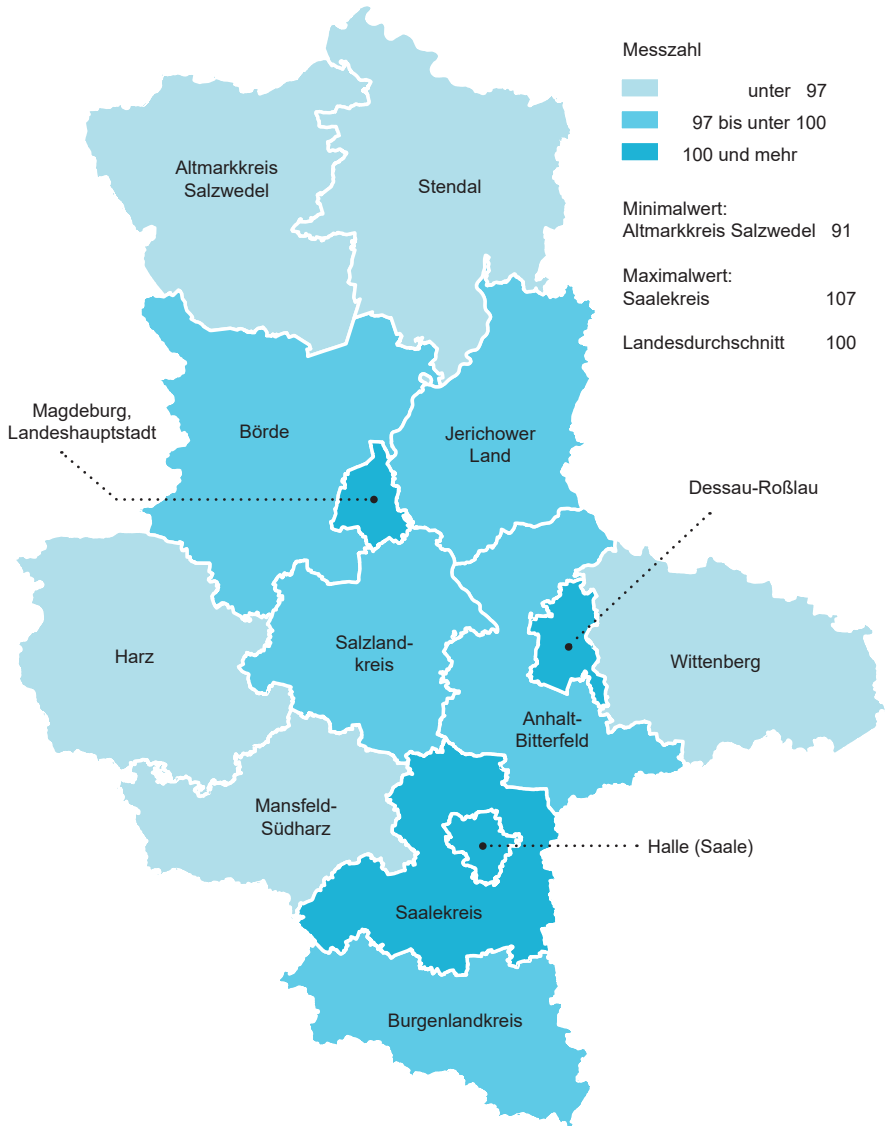 Messzahl
unter 97
97 bis unter 100
100 und mehr
Minimalwert:
Altmarkkreis Salzwedel 91
Maximalwert:
Saalekreis 107
Landesdurchschnitt 100
Altmarkkreis
Salzwedel
Stendal
Magdeburg,
Landeshauptstadt
Börde
Jerichower
Land
Dessau-Roßlau
Harz
Salzland-
kreis
Wittenberg
Anhalt-
Bitterfeld
Mansfeld-
Südharz
Halle (Saale)
Saalekreis
Burgenlandkreis